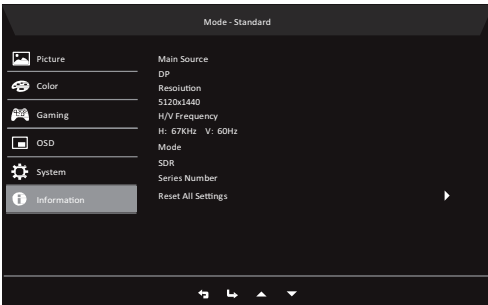 Mode - Standard
Picture
Color
Gaming
OSD
System
Information
Main Source
DP
Resoiution
5120x1440
H/V Frequency
H: 67KHz V: 60Hz
Mode
SDR
Series Number
Reset All Settings